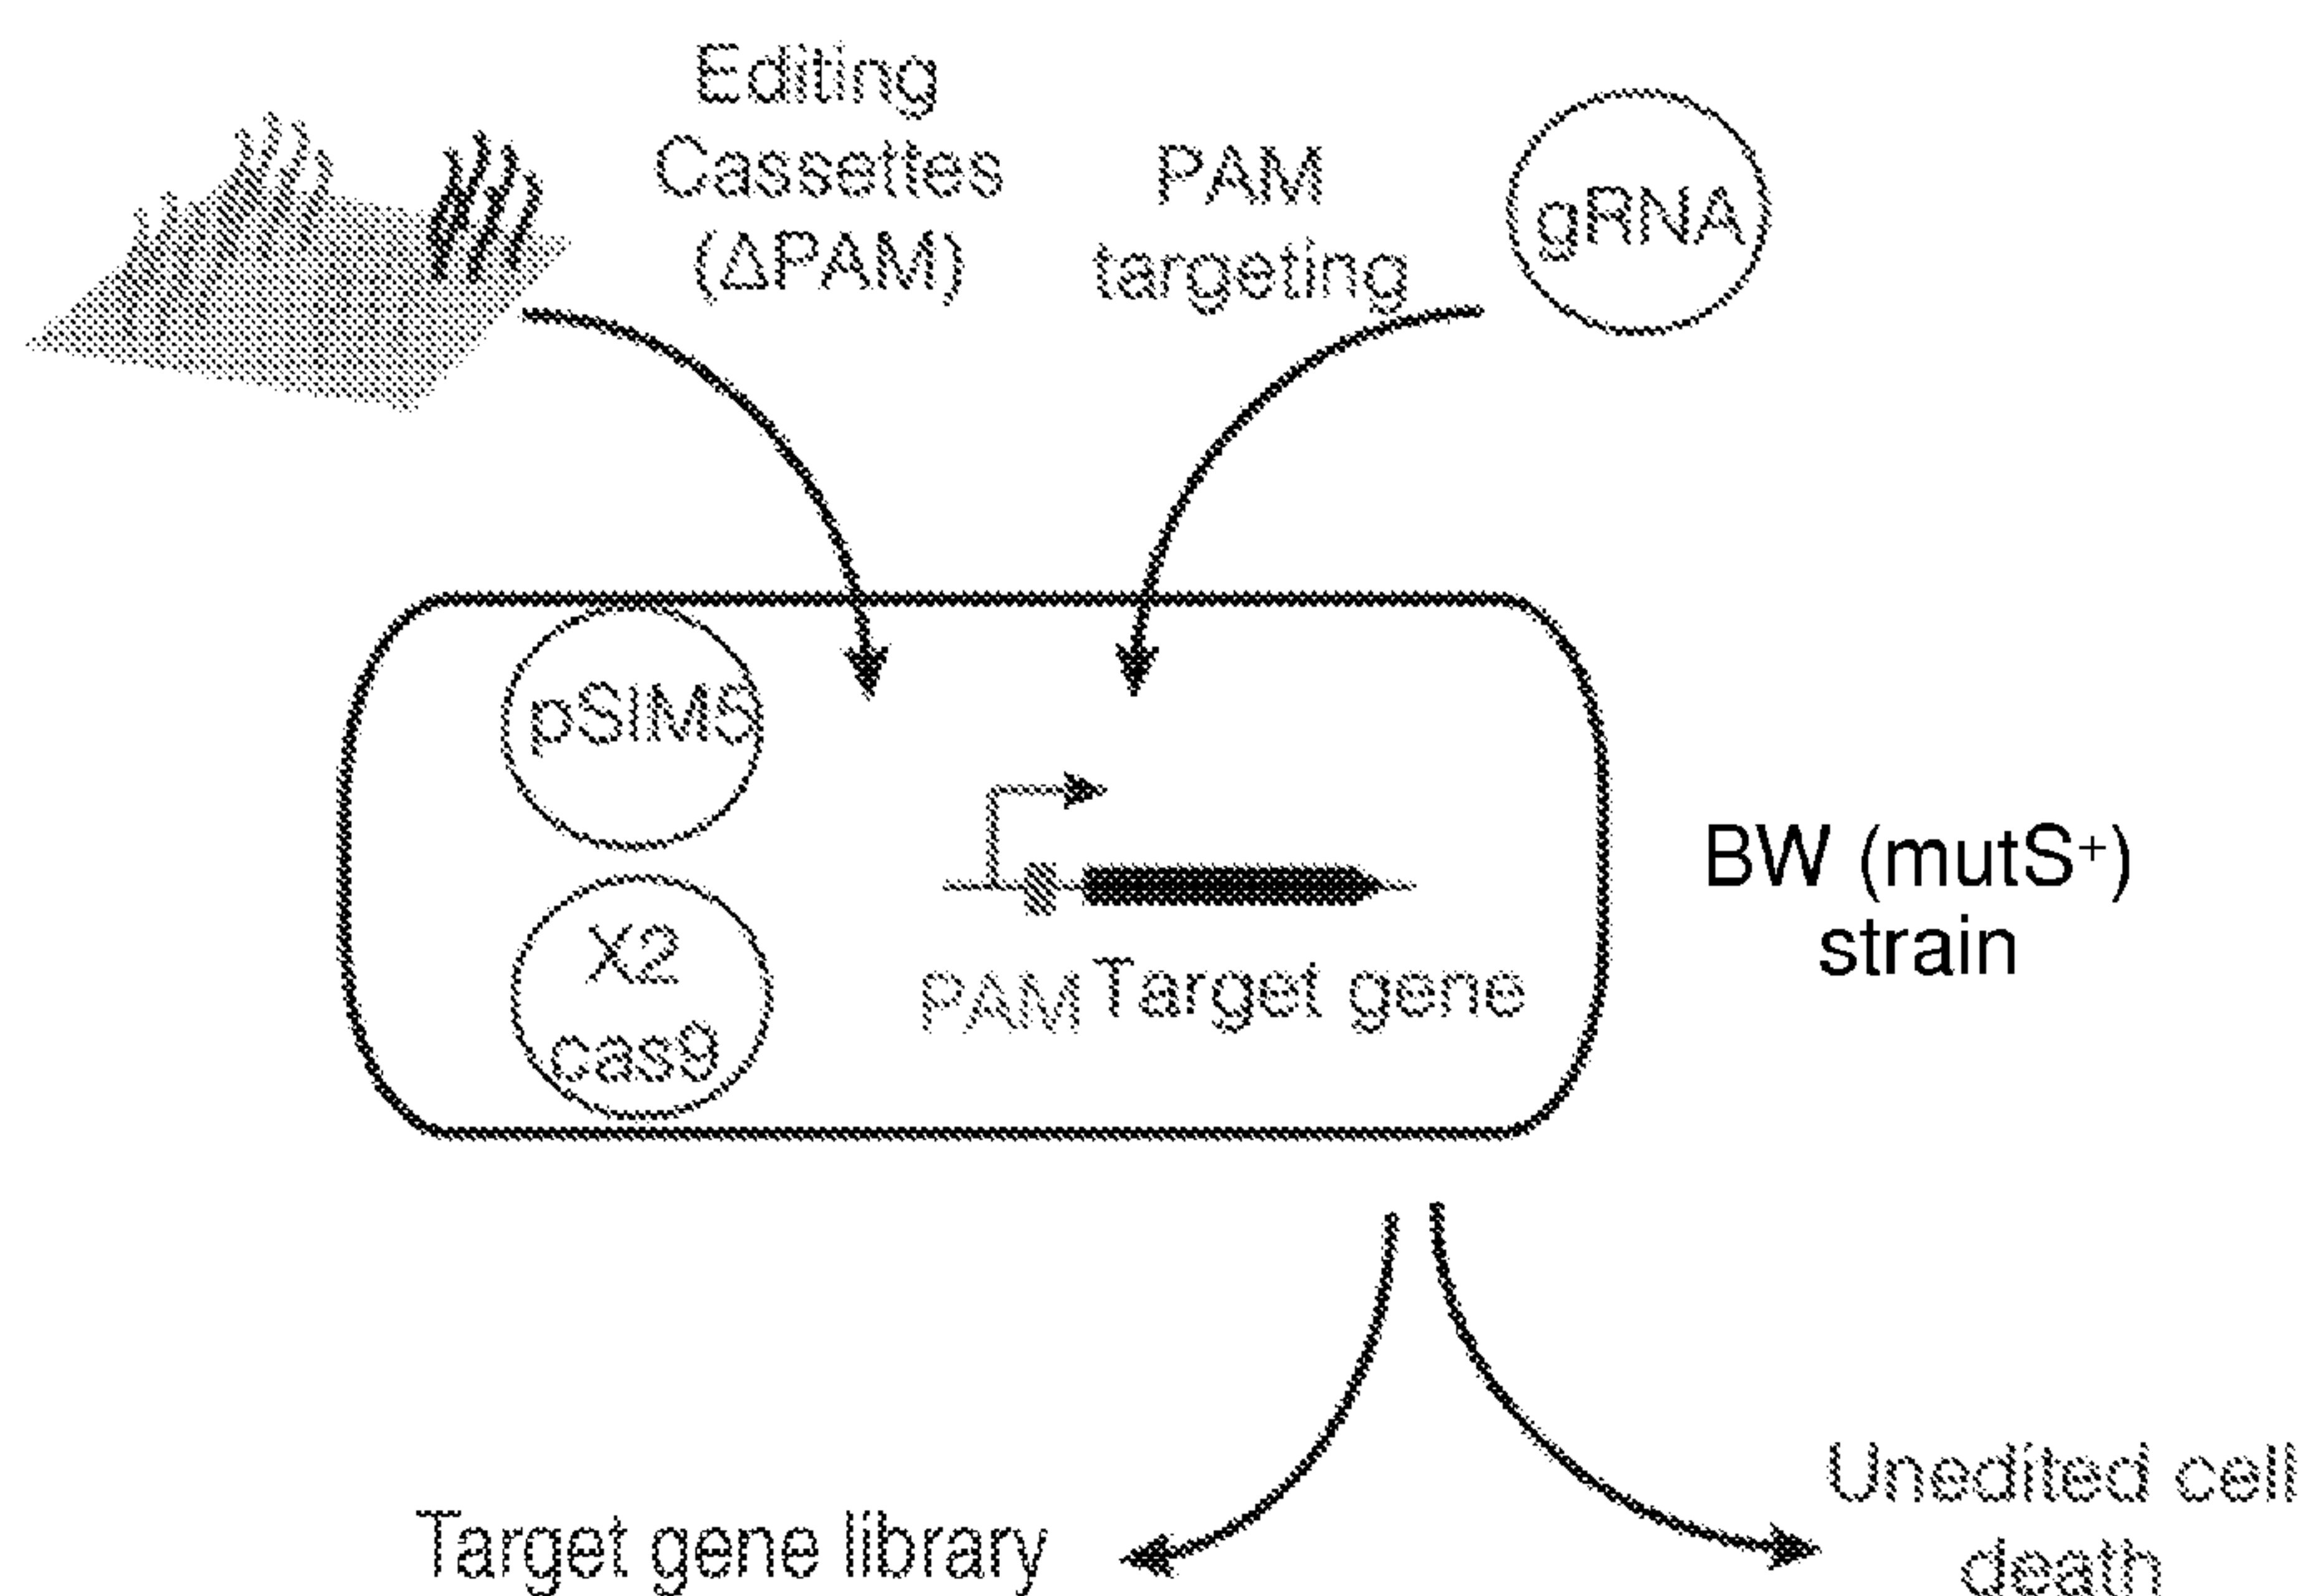 Editing
Cassettes
(ΔPAM)
PAM
targeting
gRNA
pSIM5
X2
cas9
PAM
Target gene
BW (mutS⁺)
strain
Target gene library
Unedited cell
death